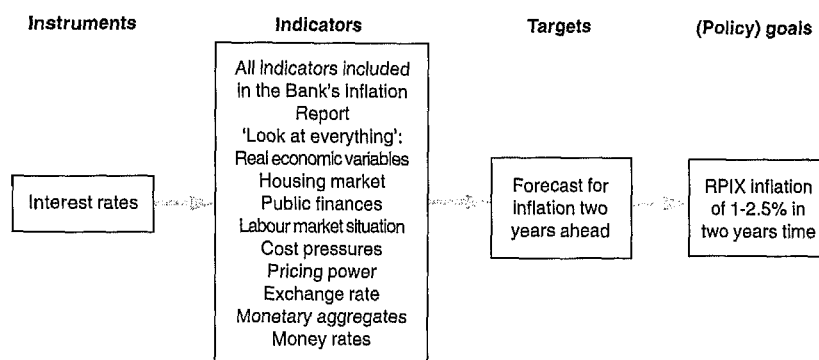 Instruments
Indicators
Targets
(Policy) goals
Interest rates
All indicators included
in the Bank's Inflation
Report
'Look at everything':
Real economic variables
Housing market
Public finances
Labour market situation
Cost pressures
Pricing power
Exchange rate
Monetary aggregates
Money rates
Forecast for
inflation two
years ahead
RPIX inflation
of 1-2.5% in
two years time